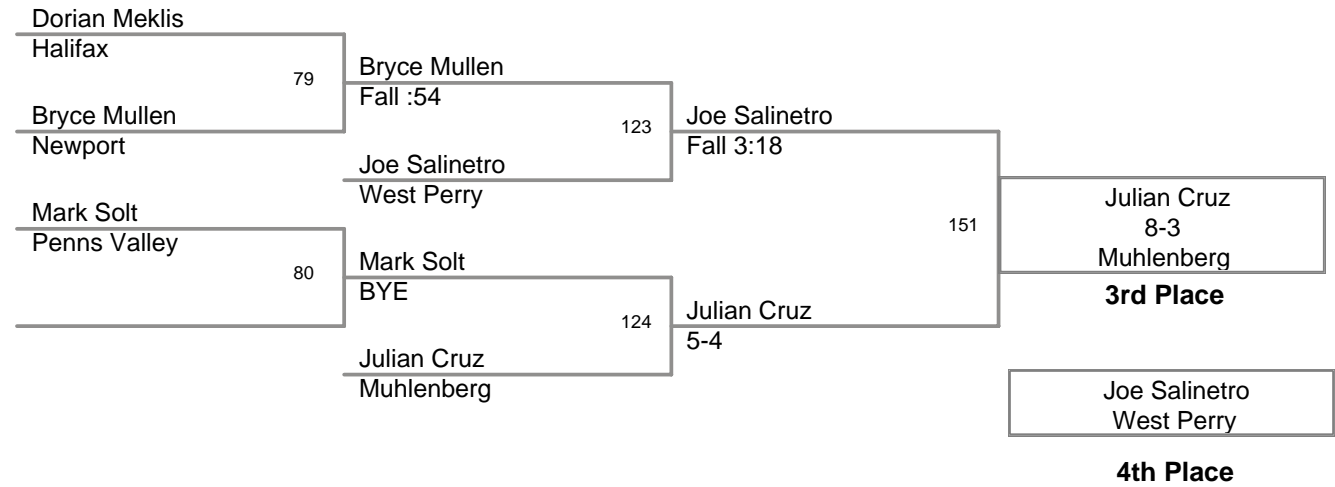 Dorian Meklis
Halifax
79
Bryce Mullen
Newport
Bryce Mullen
Fall :54
123
Joe Salinetro
West Perry
Mark Solt
Penns Valley
80
Mark Solt
BYE
124
Julian Cruz
Muhlenberg
Joe Salinetro
Fall 3:18
151
Julian Cruz
5-4
Julian Cruz
8-3
Muhlenberg
3rd Place
Joe Salinetro
West Perry
4th Place